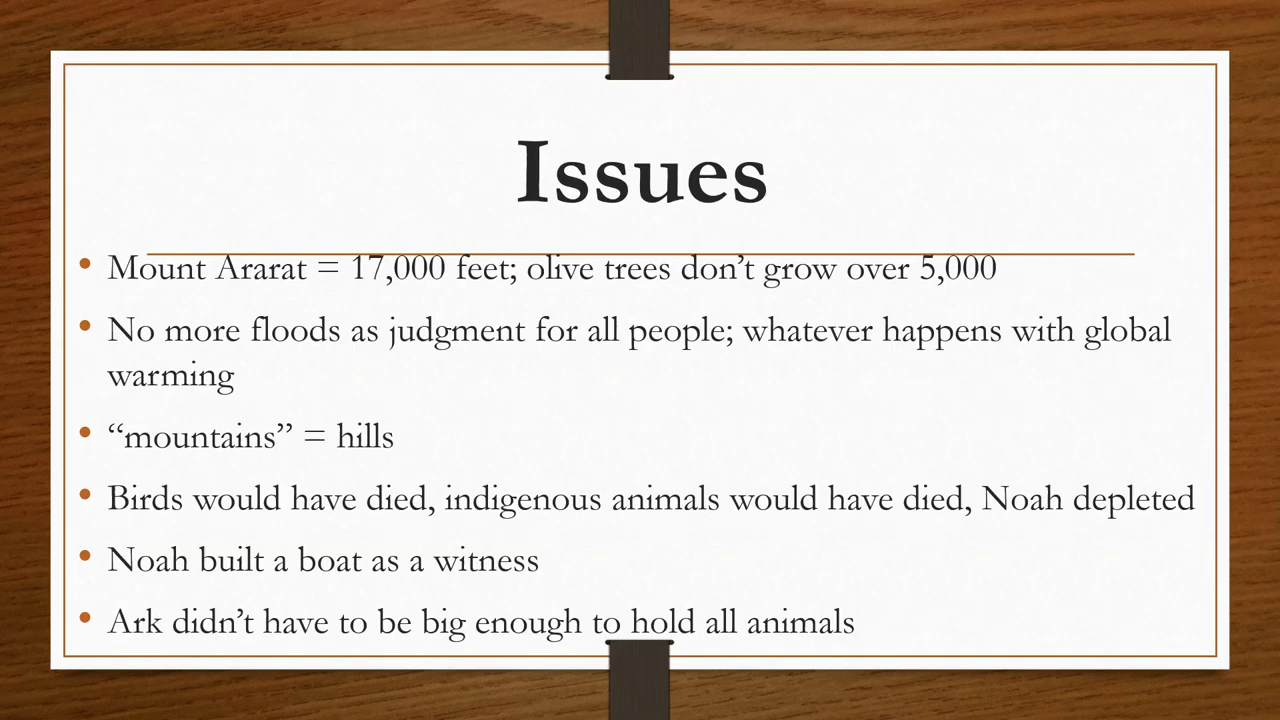 Issues
• Mount Ararat = 17,000 feet; olive trees don’t grow over 5,000
• No more floods as judgment for all people; whatever happens with global
warming
• “mountains” = hills
• Birds would have died, indigenous animals would have died, Noah depleted
• Noah built a boat as a witness
• Ark didn’t have to be big enough to hold all animals